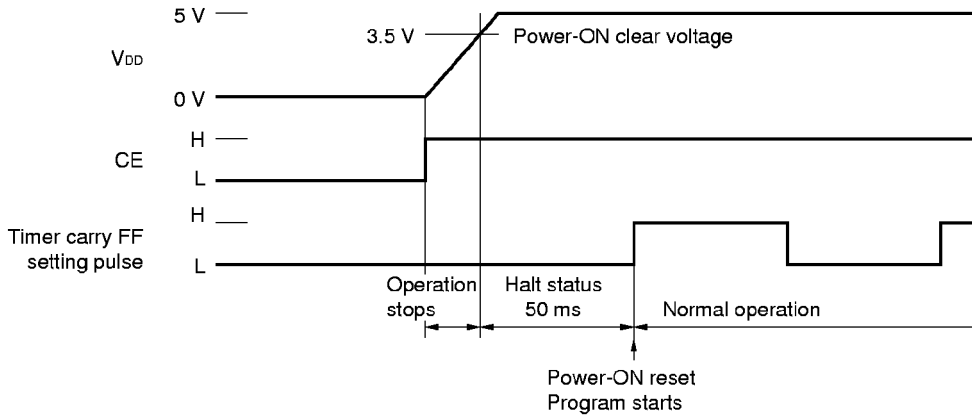 5 V
3.5 V
Power-ON clear voltage
VDD
0 V
H
CE
L
H
Timer carry FF
setting pulse
L
Operation
stops
Halt status
50 ms
Normal operation
Power-ON reset
Program starts